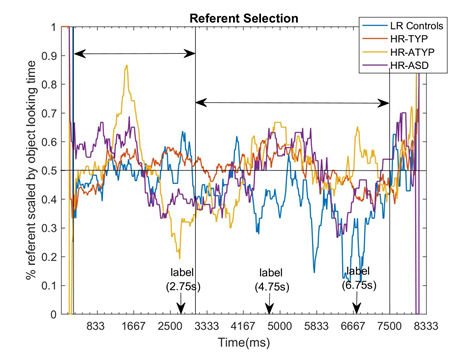 Referent Selection
LR Controls
HR-TYP
HR-ATYP
HR-ASD
% referent scaled by object looking time
1
0.9
0.8
0.7
0.6
0.5
0.4
0.3
0.2
0.1
0
label
(2.75s)
label
(4.75s)
label
(6.75s)
833
1667
2500
3333
4167
5000
5833
6667
7500
8333
Time(ms)